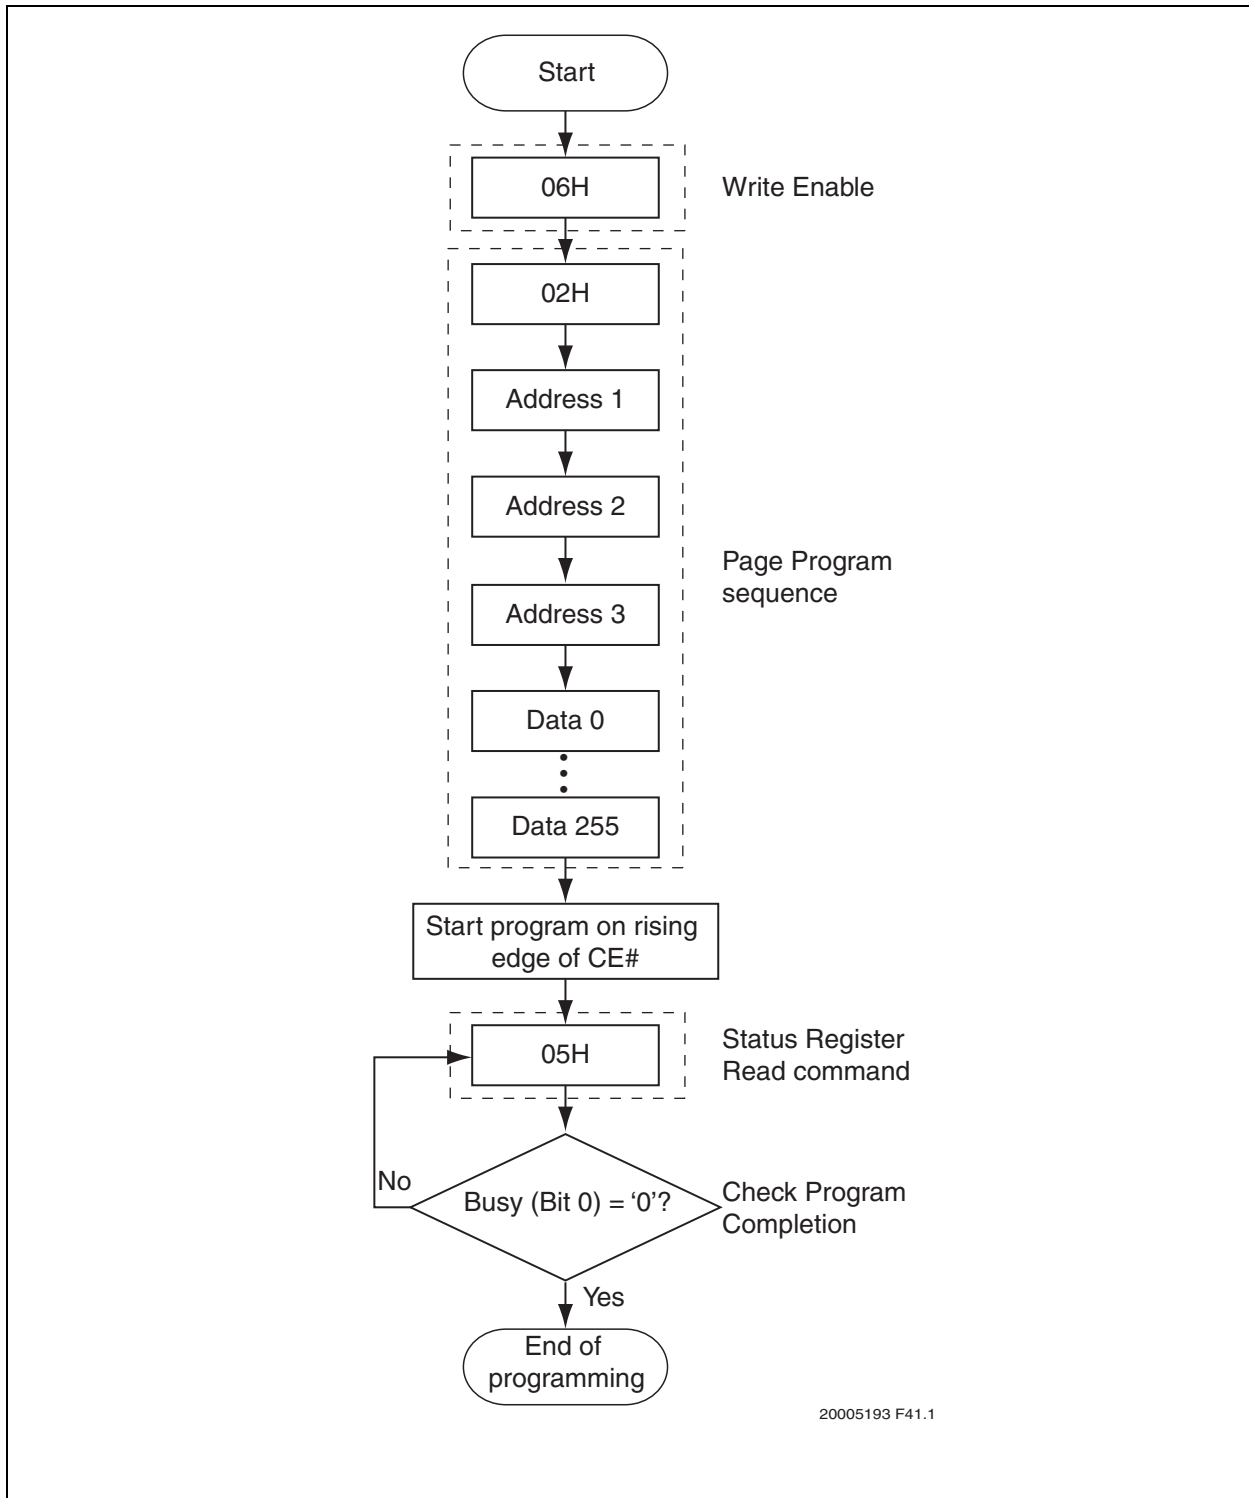 Start
06H
Write Enable
02H
Address 1
Address 2
Address 3
Page Program
sequence
Data 0
Data 255
Start program on rising
edge of CE#
05H
Status Register
Read command
No
Busy (Bit 0) = ‘0’?
Check Program
Completion
Yes
End of
programming
20005193 F41.1